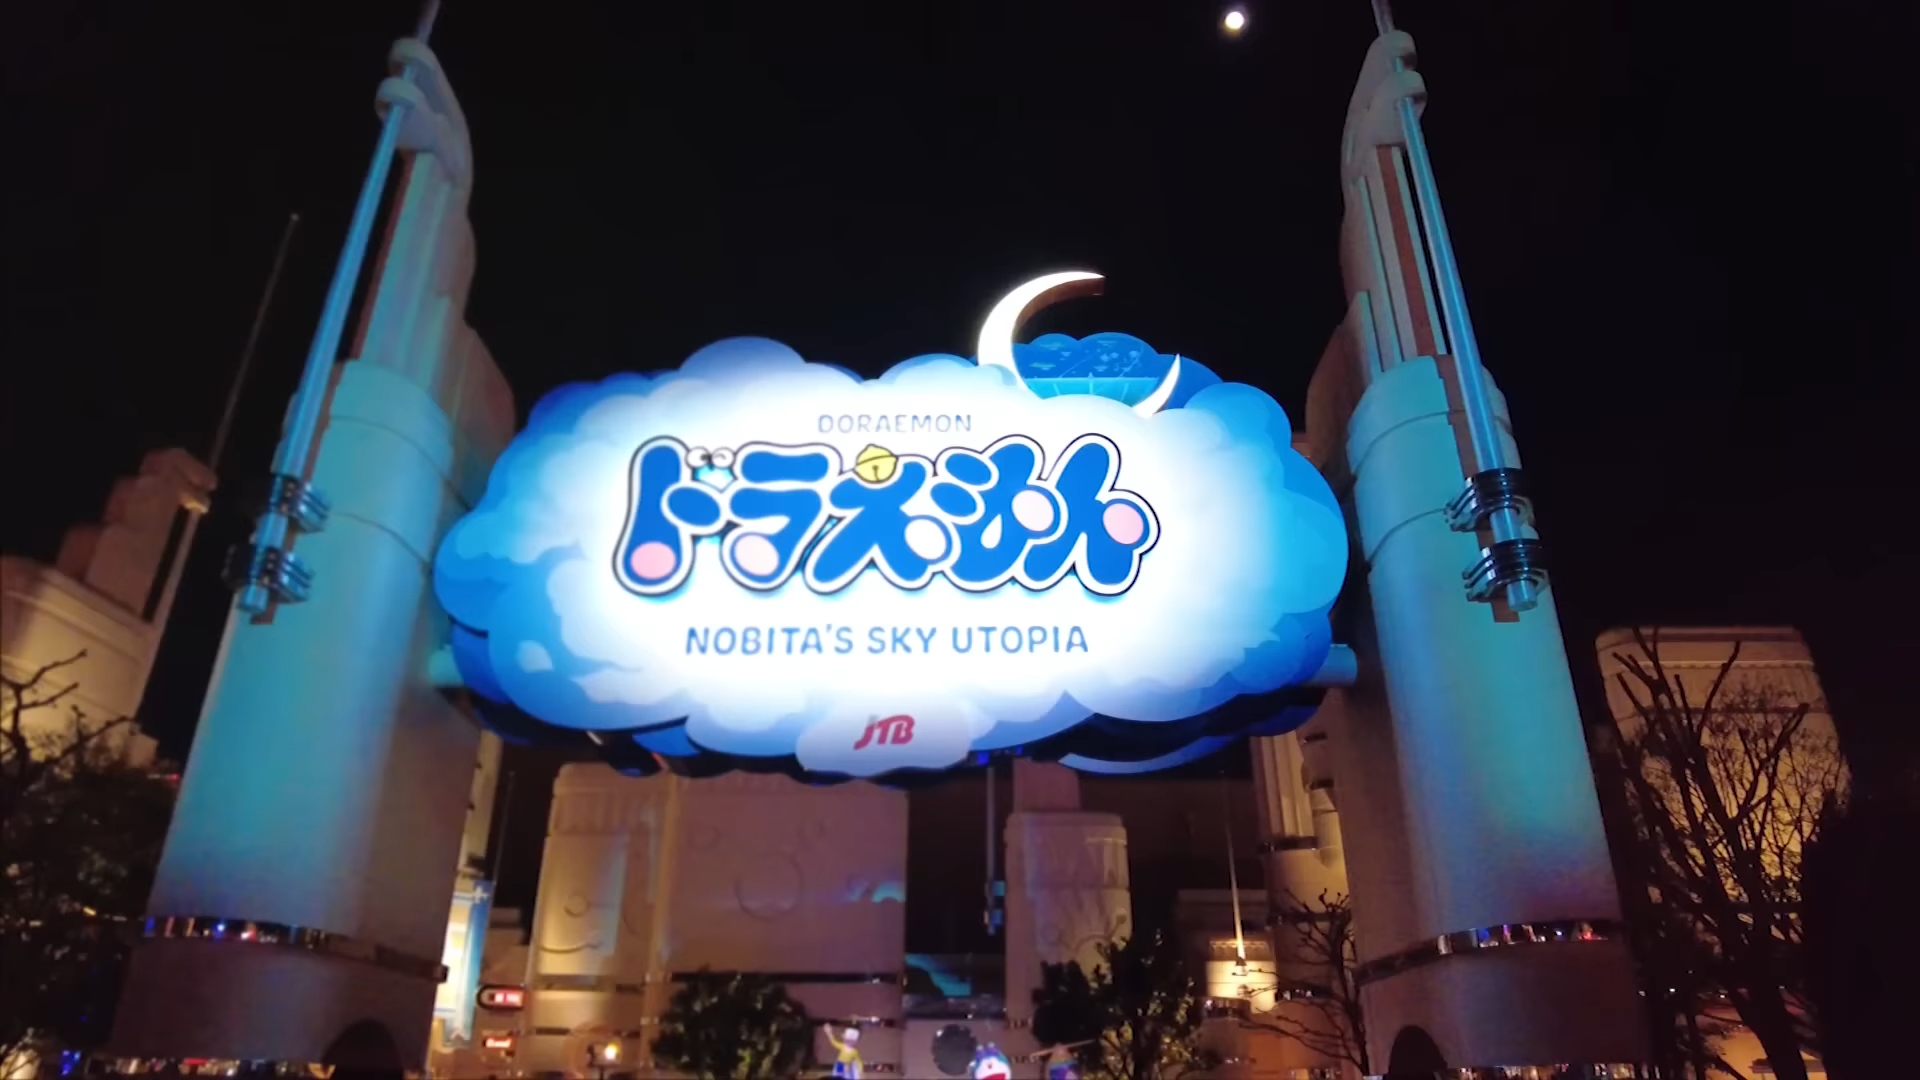 DORAEMON
ドラえもん
NOBITA'S SKY UTOPIA
JTB